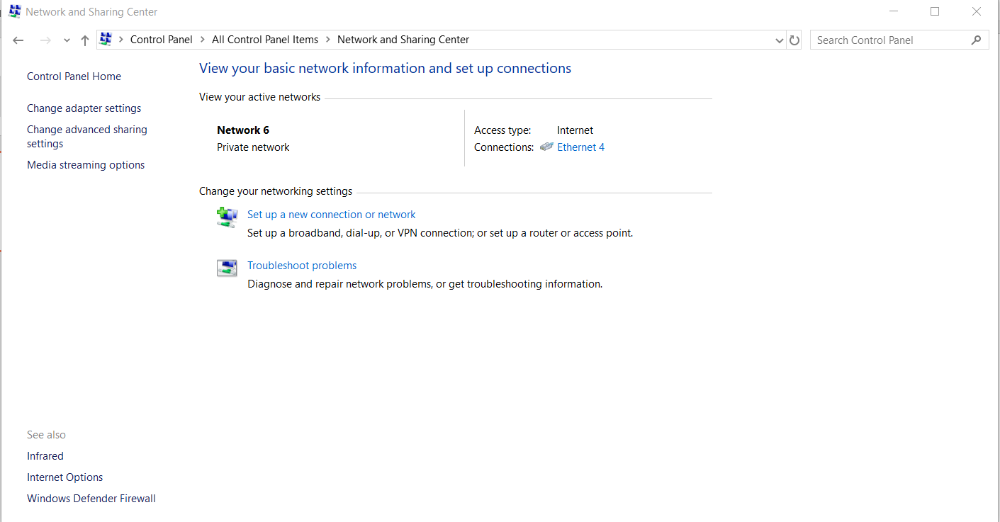 Network and Sharing Center
Control Panel > All Control Panel Items > Network and Sharing Center
Search Control Panel
Control Panel Home
Change adapter settings
Change advanced sharing
settings
Media streaming options
View your basic network information and set up connections
View your active networks
Network 6
Private network
Access type: Internet
Connections: Ethernet 4
Change your networking settings
Set up a new connection or network
Set up a broadband, dial-up, or VPN connection; or set up a router or access point.
Troubleshoot problems
Diagnose and repair network problems, or get troubleshooting information.
See also
Infrared
Internet Options
Windows Defender Firewall